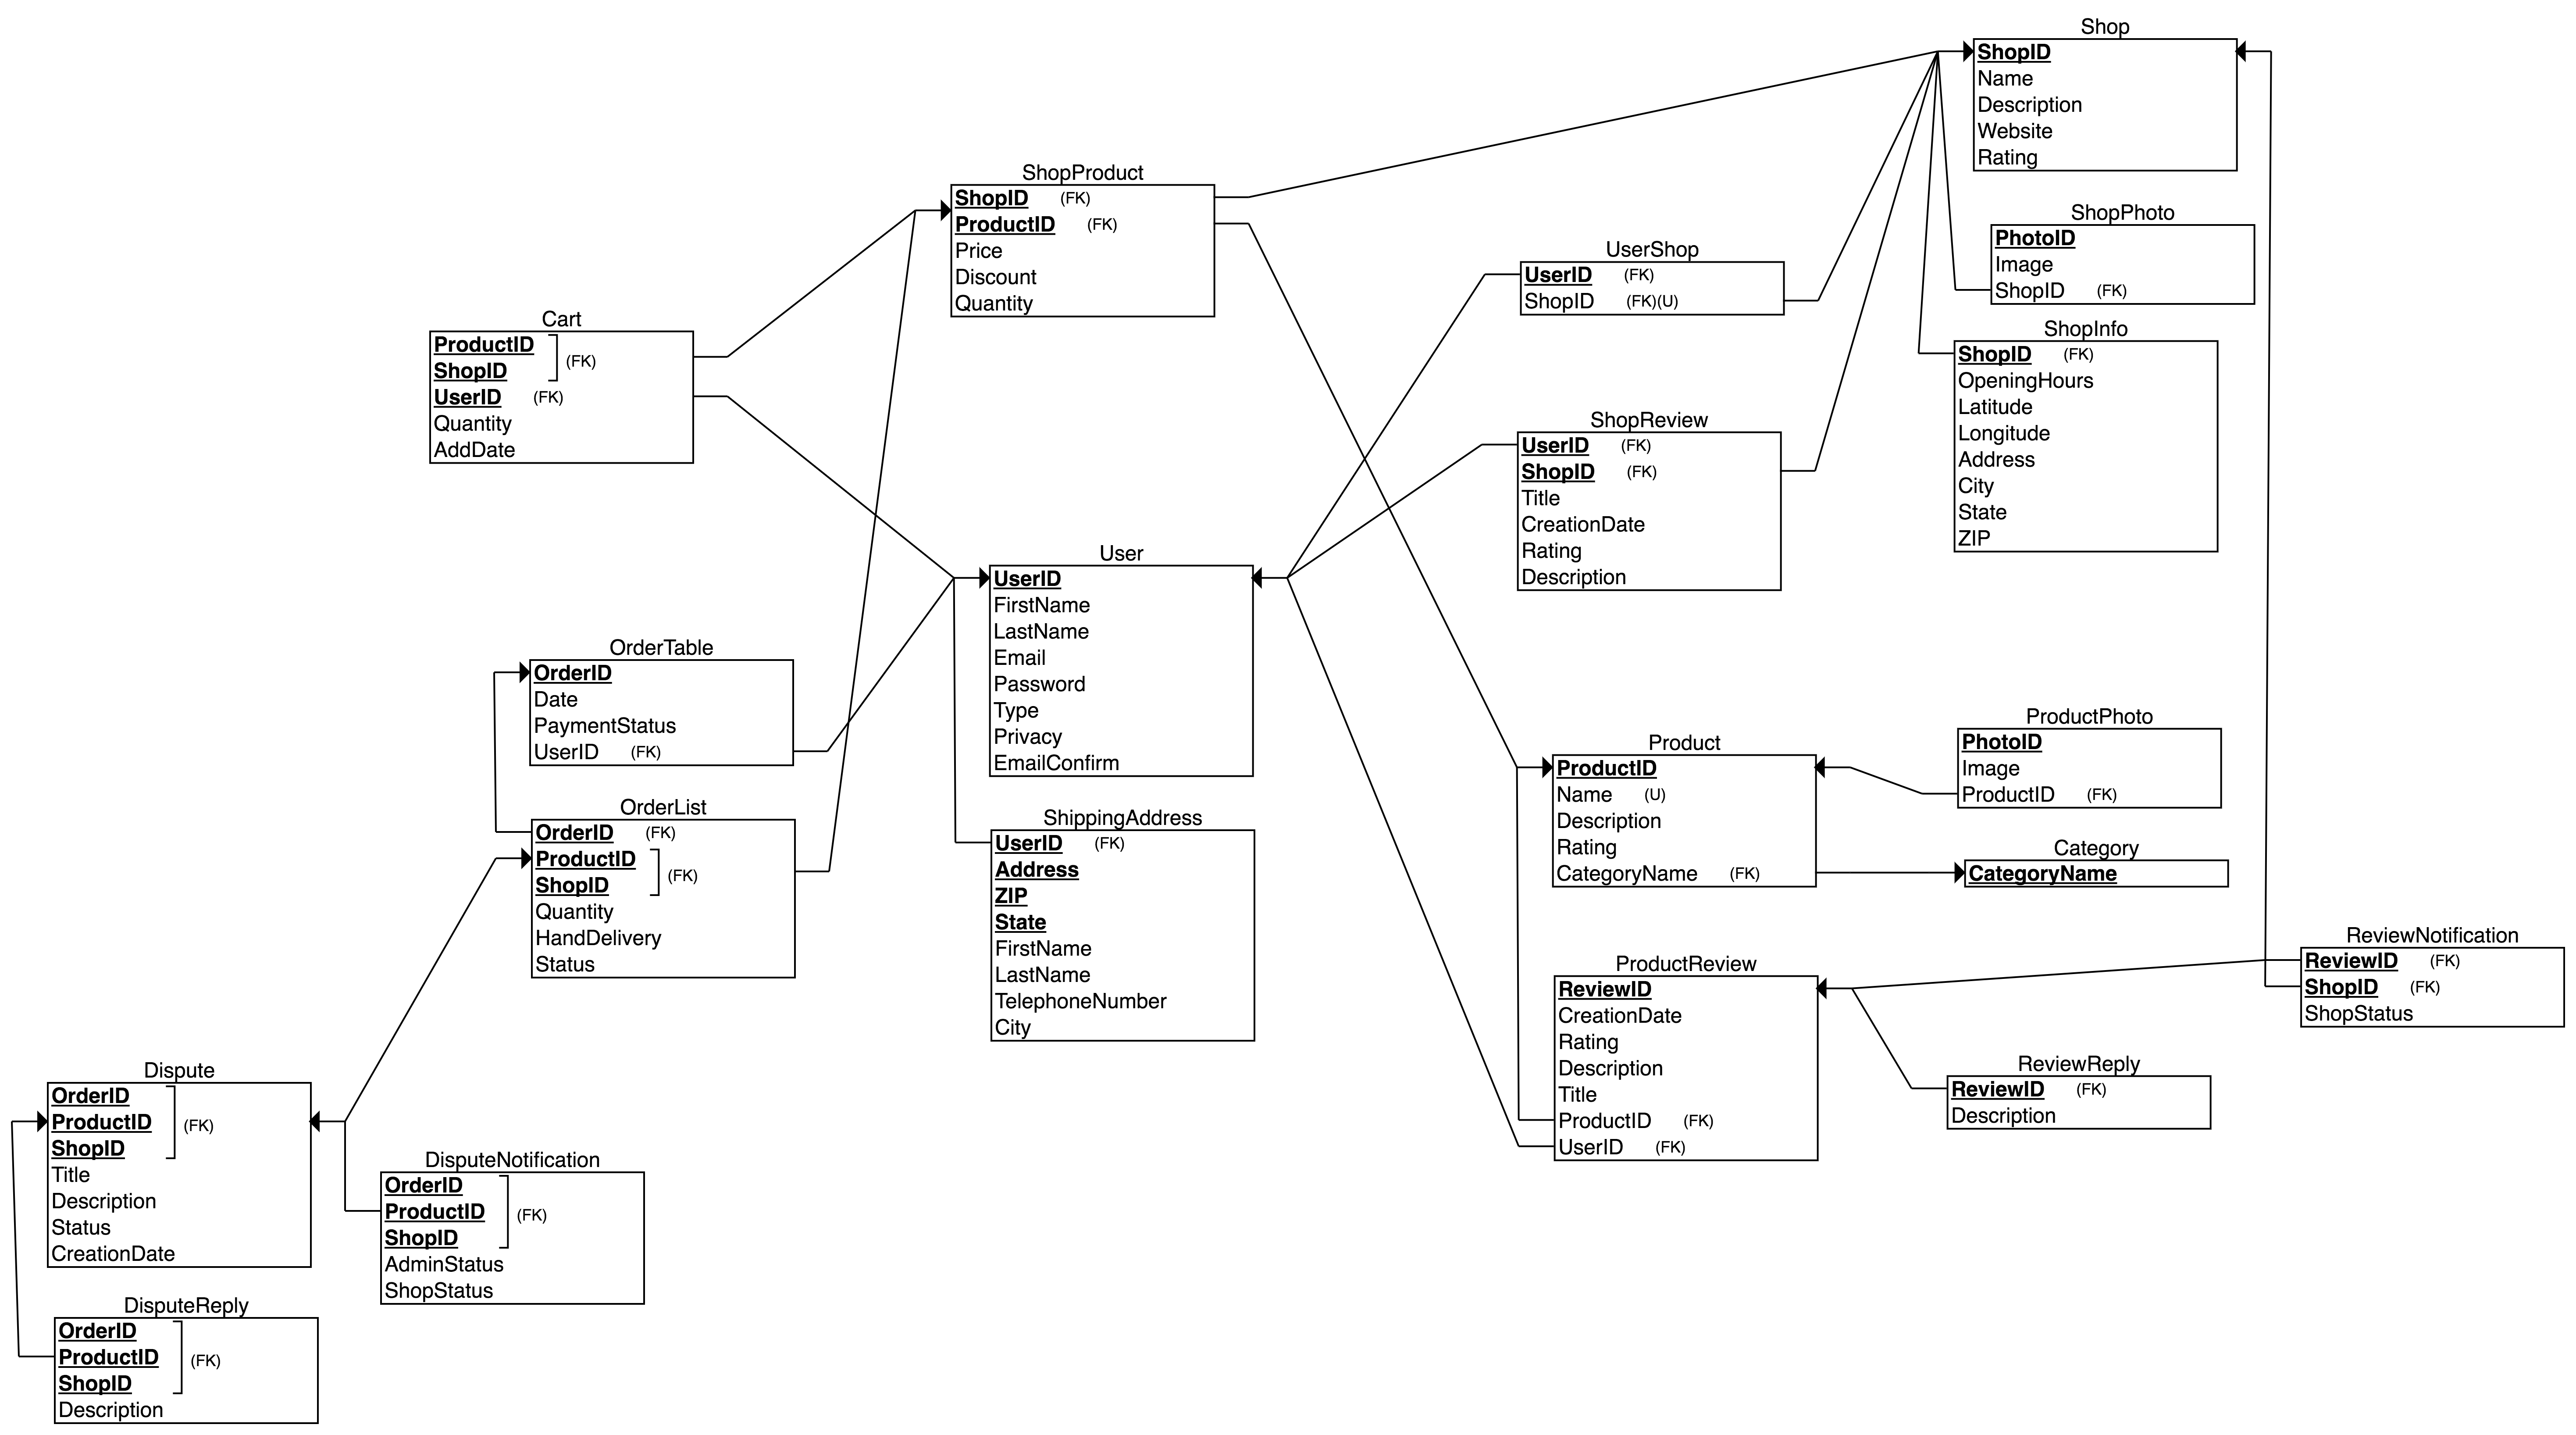 Shop
ShopID
Name
Description
Website
Rating
ShopPhoto
PhotoID
Image
ShopID (FK)
ShopInfo
ShopID (FK)
OpeningHours
Latitude
Longitude
Address
City
State
ZIP
ShopProduct
ShopID (FK)
ProductID (FK)
Price
Discount
Quantity
UserShop
UserID (FK)
ShopID (FK)(U)
Cart
ProductID
ShopID
(FK)
UserID (FK)
Quantity
AddDate
ShopReview
UserID (FK)
ShopID (FK)
Title
CreationDate
Rating
Description
User
UserID
FirstName
LastName
Email
Password
Type
Privacy
EmailConfirm
OrderTable
OrderID
Date
PaymentStatus
UserID (FK)
OrderList
OrderID (FK)
ProductID
ShopID
(FK)
Quantity
HandDelivery
Status
ShippingAddress
UserID (FK)
Address
ZIP
State
FirstName
LastName
TelephoneNumber
City
Product
ProductID
Name (U)
Description
Rating
CategoryName (FK)
ProductPhoto
PhotoID
Image
ProductID (FK)
Category
CategoryName
ProductReview
ReviewID
CreationDate
Rating
Description
Title
ProductID (FK)
UserID (FK)
ReviewNotification
ReviewID (FK)
ShopID (FK)
ShopStatus
ReviewReply
ReviewID (FK)
Description
Dispute
OrderID
ProductID
ShopID
(FK)
Title
Description
Status
CreationDate
DisputeNotification
OrderID
ProductID
ShopID
(FK)
AdminStatus
ShopStatus
DisputeReply
OrderID
ProductID
ShopID
(FK)
Description